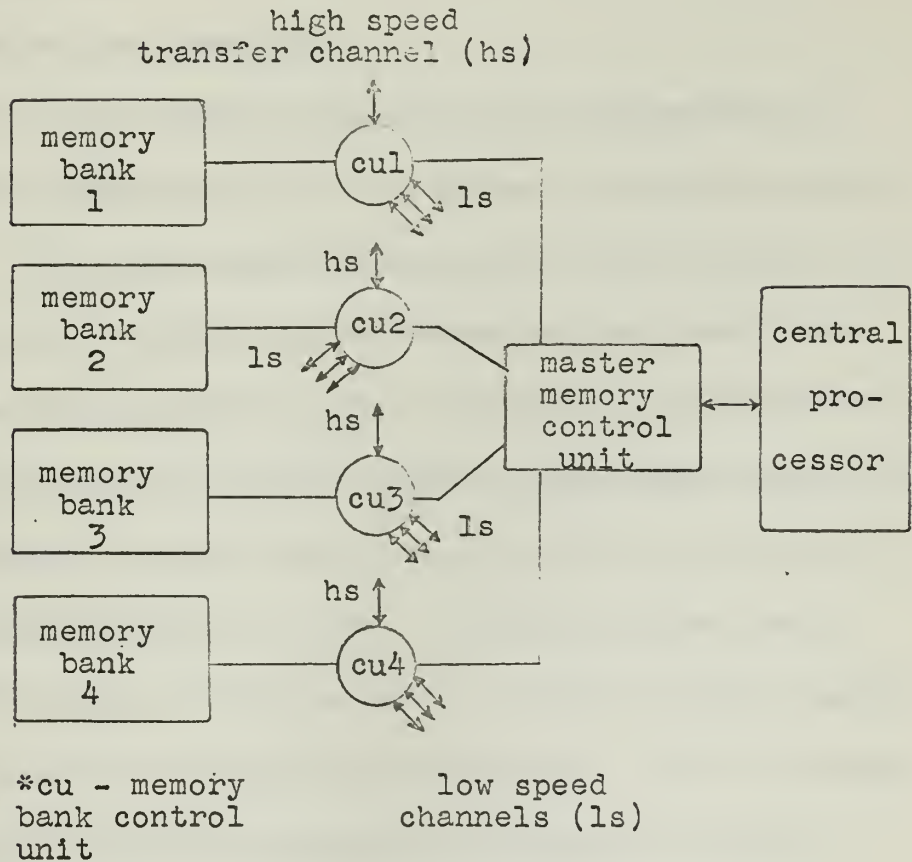 high speed
transfer channel (hs)
memory
bank
1
cu1
ls
hs
memory
bank
2
cu2
ls
master
memory
control
unit
central
pro-
cessor
hs
memory
bank
3
cu3
ls
hs
memory
bank
4
cu4
*cu - memory
bank control
unit
low speed
channels (ls)